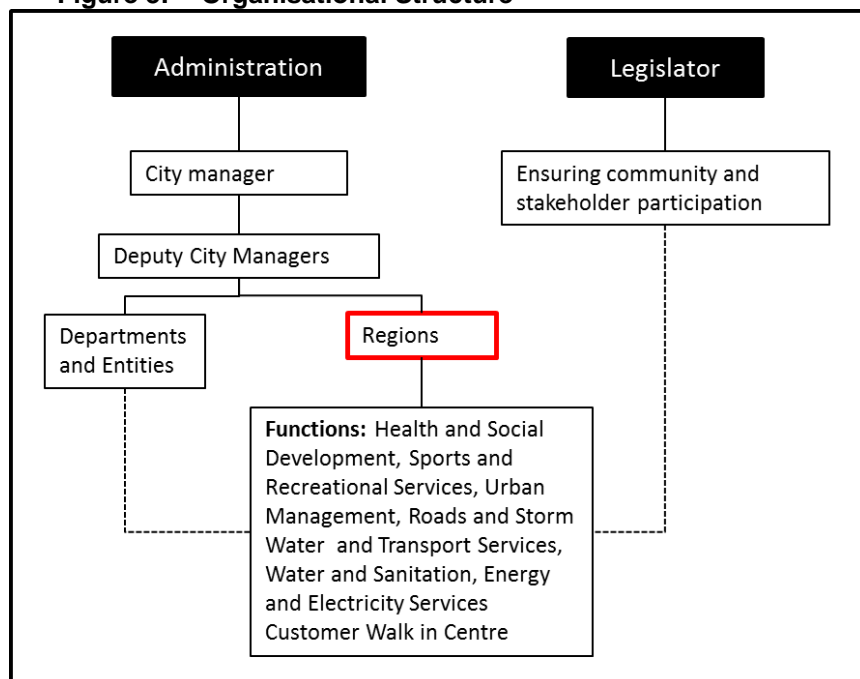 Figure 3: Organisational Structure
Administration
Legislator
City manager
Ensuring community and
stakeholder participation
Deputy City Managers
Departments
and Entities
Regions
Functions: Health and Social
Development, Sports and
Recreational Services, Urban
Management, Roads and Storm
Water and Transport Services,
Water and Sanitation, Energy
and Electricity Services
Customer Walk in Centre